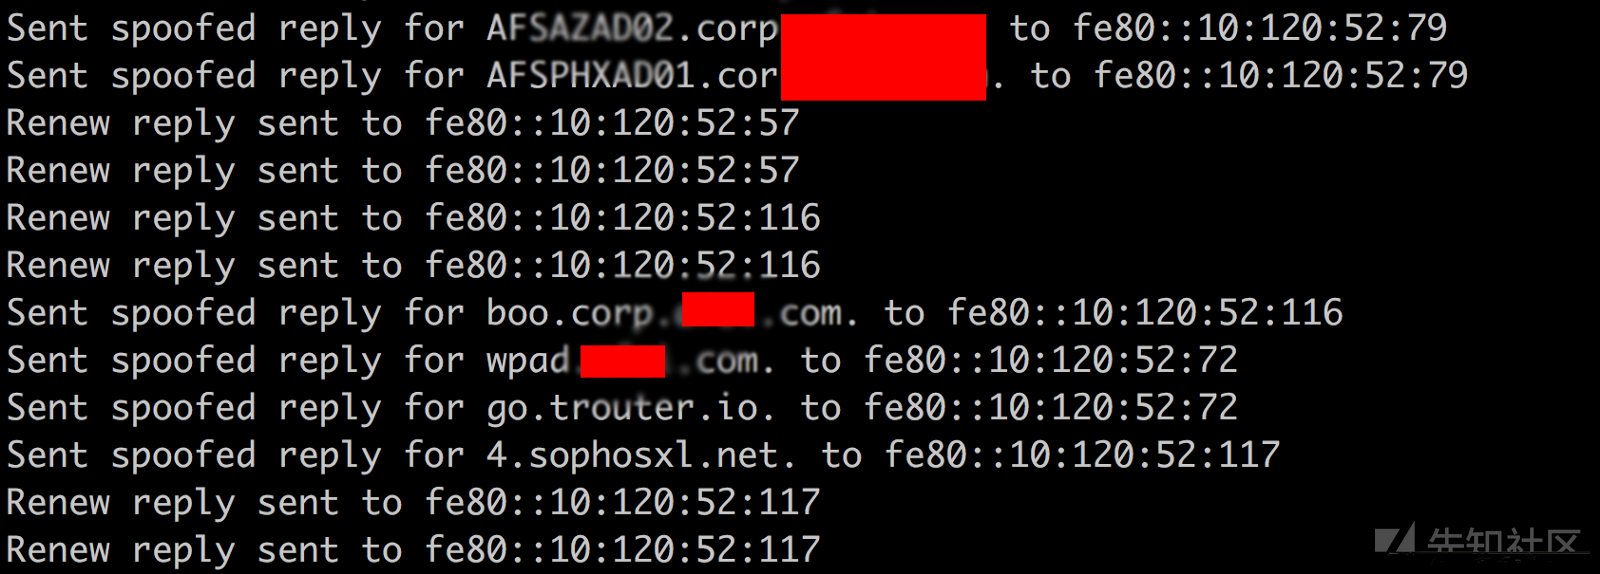 Sent spoofed reply for AFSAZAD02.corp to fe80::10:120:52:79
Sent spoofed reply for AFSPHXAD01.cor . to fe80::10:120:52:79
Renew reply sent to fe80::10:120:52:57
Renew reply sent to fe80::10:120:52:57
Renew reply sent to fe80::10:120:52:116
Renew reply sent to fe80::10:120:52:116
Sent spoofed reply for boo.corp. .com. to fe80::10:120:52:116
Sent spoofed reply for wpad. .com. to fe80::10:120:52:72
Sent spoofed reply for go.trouter.io. to fe80::10:120:52:72
Sent spoofed reply for 4.sophosxl.net. to fe80::10:120:52:117
Renew reply sent to fe80::10:120:52:117
Renew reply sent to fe80::10:120:52:117
先知社区